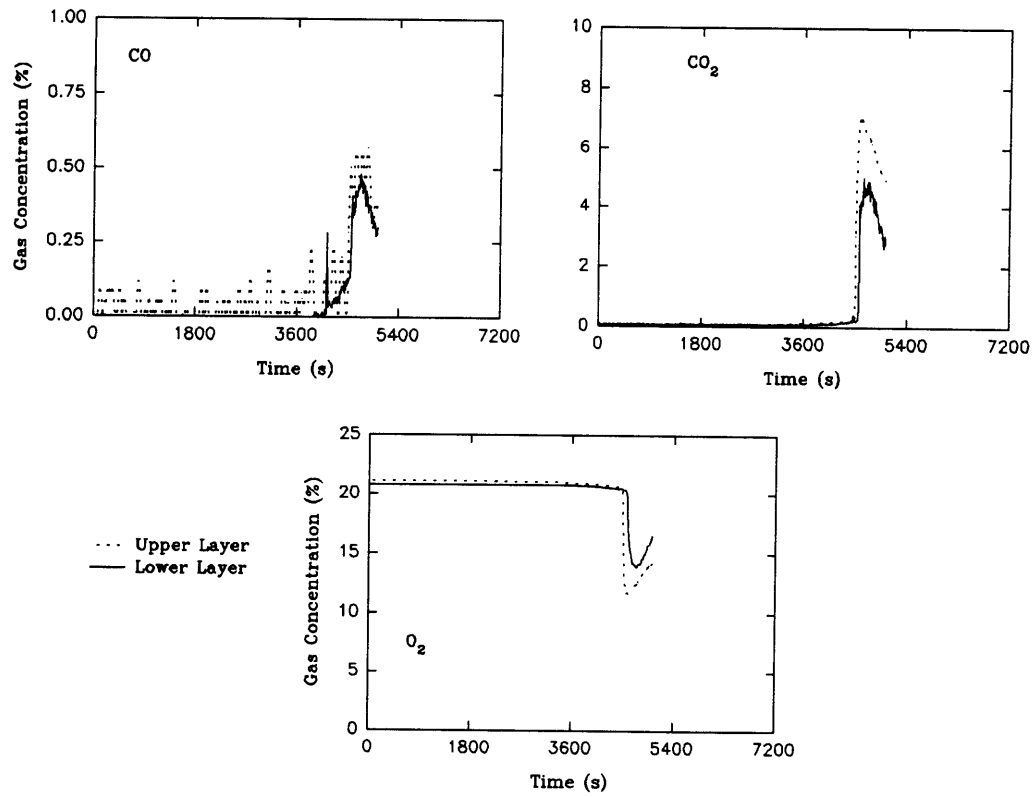 1.00
0.75
0.50
0.25
0.00
Gas Concentration (%)
CO
0 1800 3600 5400 7200
Time (s)
10
8
6
4
2
0
CO₂
0 1800 3600 5400 7200
Time (s)
25
20
15
10
5
0
Gas Concentration (%)
O₂
0 1800 3600 5400 7200
Time (s)
Upper Layer
Lower Layer